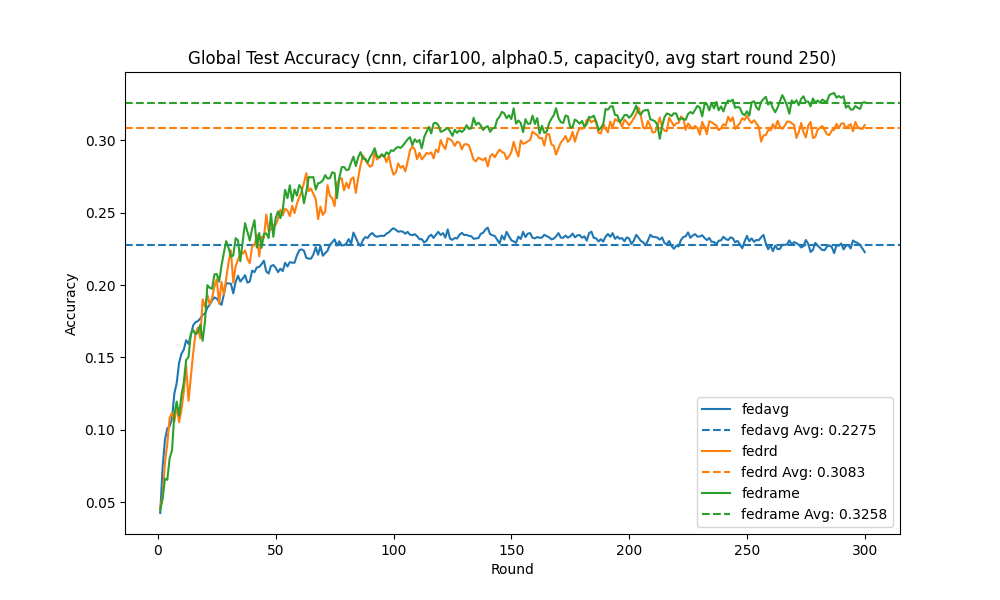 Global Test Accuracy (cnn, cifar100, alpha0.5, capacity0, avg start round 250)
Accuracy
0.30
0.25
0.20
0.15
0.10
0.05
fedavg
fedavg Avg: 0.2275
fedrd
fedrd Avg: 0.3083
fedrame
fedrame Avg: 0.3258
0 50 100 150 200 250 300
Round